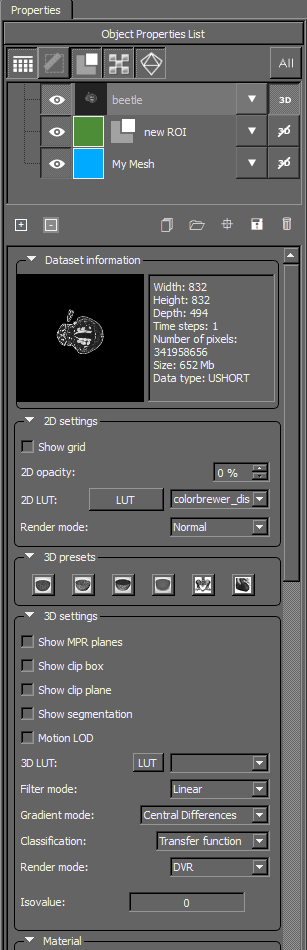 Properties
Object Properties List
All
beetle
3D
new ROI
3D
My Mesh
3D
Dataset information
Width: 832
Height: 832
Depth: 494
Time steps: 1
Number of pixels:
341958656
Size: 652 Mb
Data type: USHORT
2D settings
Show grid
2D opacity: 0 %
2D LUT: LUT colorbrewer_dis
Render mode: Normal
3D presets
3D settings
Show MPR planes
Show clip box
Show clip plane
Show segmentation
Motion LOD
3D LUT: LUT
Filter mode: Linear
Gradient mode: Central Differences
Classification: Transfer function
Render mode: DVR
Isovalue: 0
Material